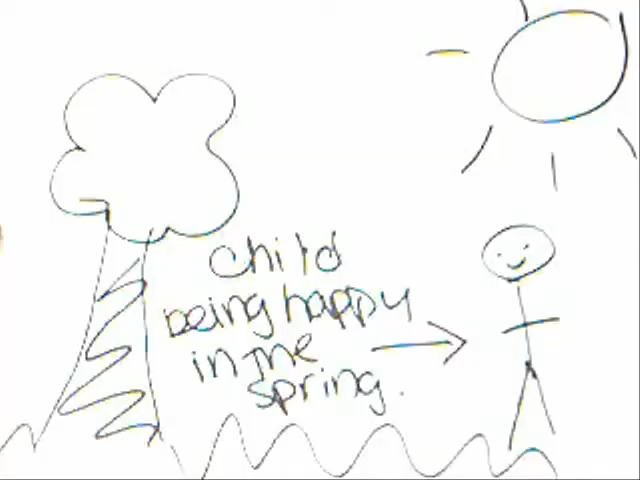 child
being happy
in the
spring.